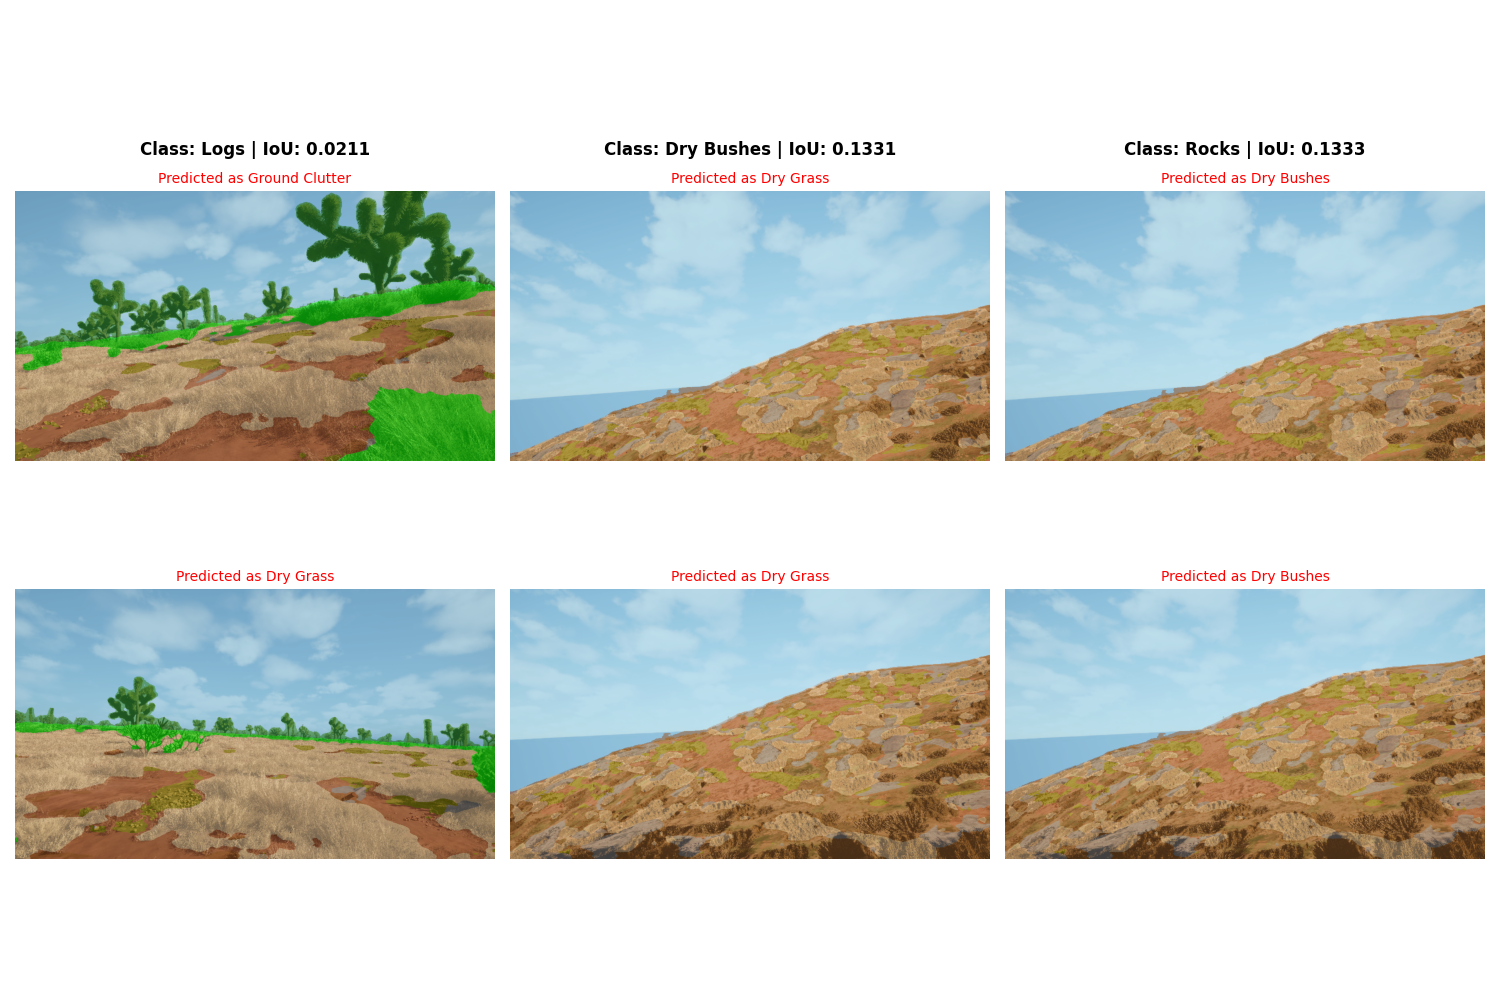 Class: Logs | IoU: 0.0211
Predicted as Ground Clutter
Class: Dry Bushes | IoU: 0.1331
Predicted as Dry Grass
Class: Rocks | IoU: 0.1333
Predicted as Dry Bushes
Predicted as Dry Grass
Predicted as Dry Grass
Predicted as Dry Bushes